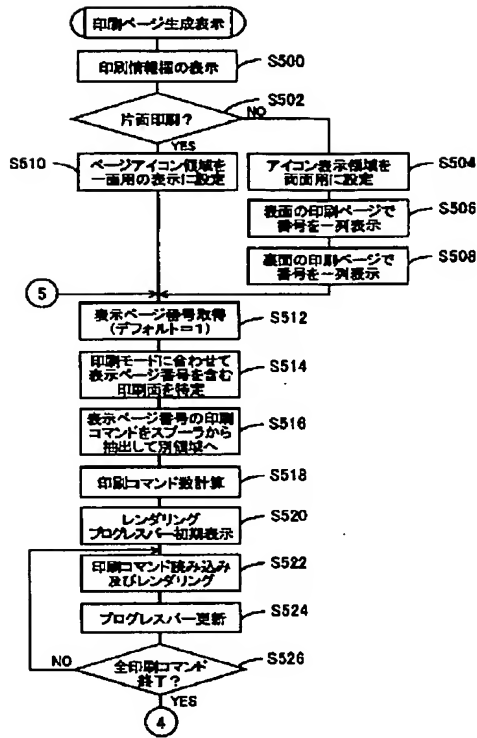 印刷ページ生成表示
印刷情報欄の表示
S500
片面印刷？
S502
NO
YES
S510
ページアイコン領域を
一面用の表示に設定
アイコン表示領域を
両面用に設定
S504
表面の印刷ページで
番号を一列表示
S506
裏面の印刷ページで
番号を一列表示
S508
5
表示ページ番号取得
(デフォルト=1)
S512
印刷モードに合わせて
表示ページ番号を含む
印刷面を特定
S514
表示ページ番号の印刷
コマンドをスプーラから
抽出して別領域へ
S516
印刷コマンド数計算
S518
レンダリング
プログレスバー初期表示
S520
印刷コマンド読み込み
及びレンダリング
S522
プログレスバー更新
S524
NO
全印刷コマンド
終了？
S526
YES
4